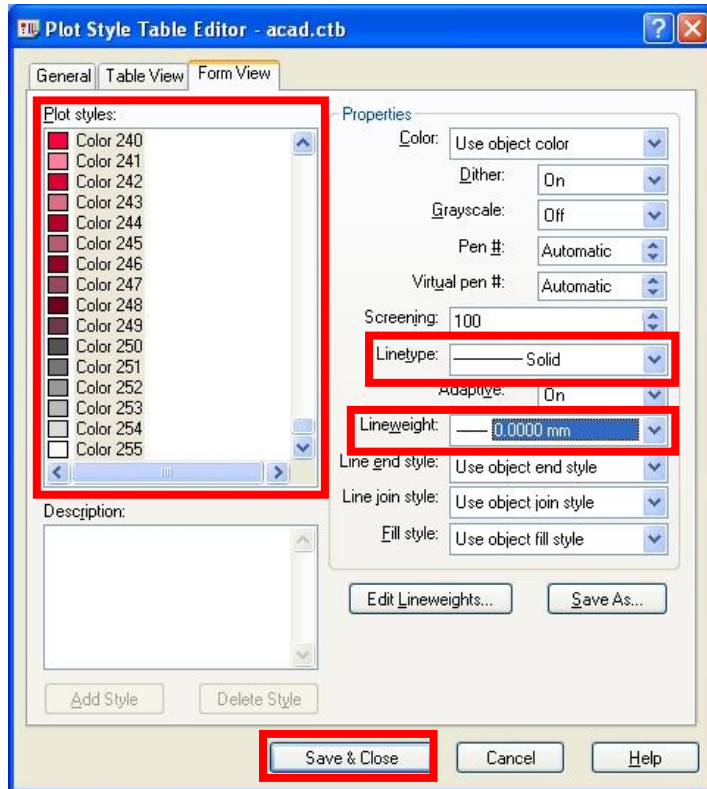 Plot Style Table Editor - acad.ctb
General Table View Form View
Plot styles:
Color 240
Color 241
Color 242
Color 243
Color 244
Color 245
Color 246
Color 247
Color 248
Color 249
Color 250
Color 251
Color 252
Color 253
Color 254
Color 255
Description:
Add Style Delete Style
Properties
Color: Use object color
Dither: On
Grayscale: Off
Pen #: Automatic
Virtual pen #: Automatic
Screening: 100
Linetype: Solid
Adaptive: On
Lineweight: 0.0000 mm
Line end style: Use object end style
Line join style: Use object join style
Fill style: Use object fill style
Edit Lineweights... Save As...
Save & Close Cancel Help